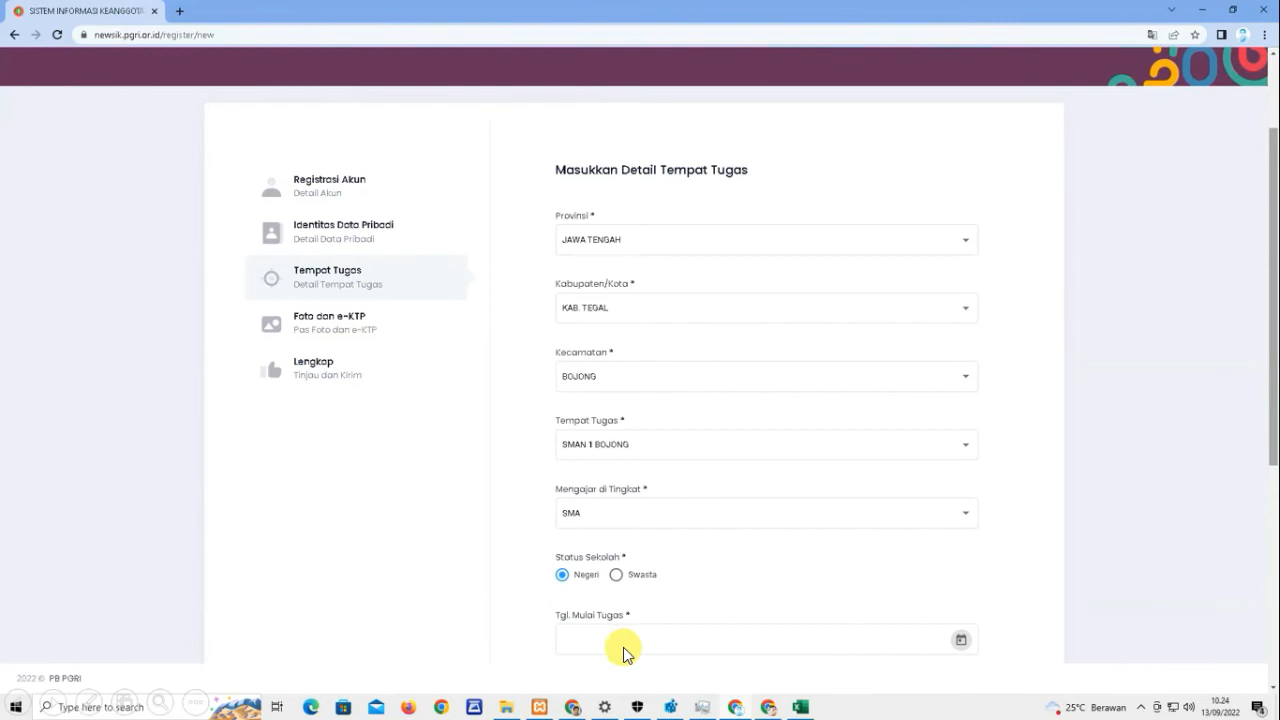 SISTEM INFORMASI KEANGGOTA
newsik.pgri.or.id/register/new
Registrasi Akun
Detail Akun
Identitas Data Pribadi
Detail Data Pribadi
Tempat Tugas
Detail Tempat Tugas
Foto dan e-KTP
Pas Foto dan e-KTP
Lengkap
Tinjau dan Kirim
Masukkan Detail Tempat Tugas
Provinsi *
JAWA TENGAH
Kabupaten/Kota *
KAB. TEGAL
Kecamatan *
BOJONG
Tempat Tugas *
SMAN 1 BOJONG
Mengajar di Tingkat *
SMA
Status Sekolah *
Negeri Swasta
Tgl. Mulai Tugas *
2022 © PB PGRI
Type here to search
25°C Berawan
10.24
13/09/2022